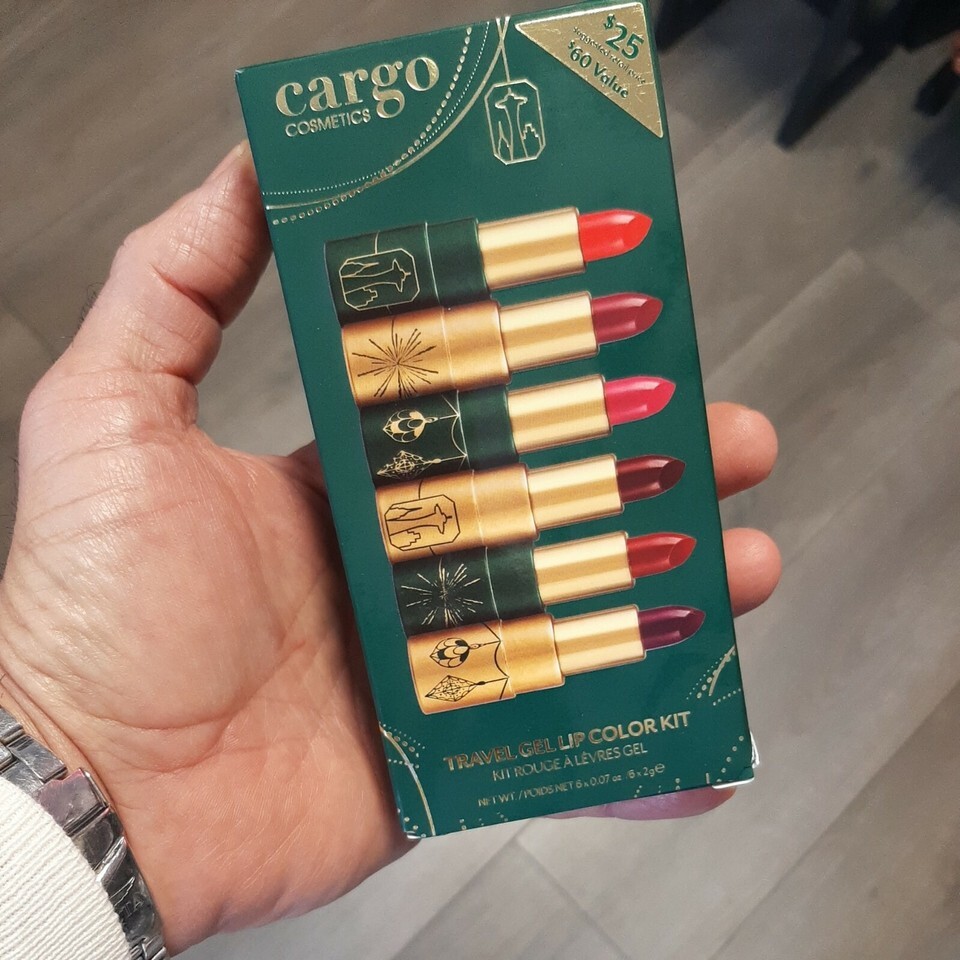 cargo
COSMETICS
$25
$60 Value
TRAVEL GEL LIP COLOR KIT
KIT ROUGE À LÈVRES GEL
NET WT. / POIDS NET 6 x 0.07 oz. /6 x 2g e